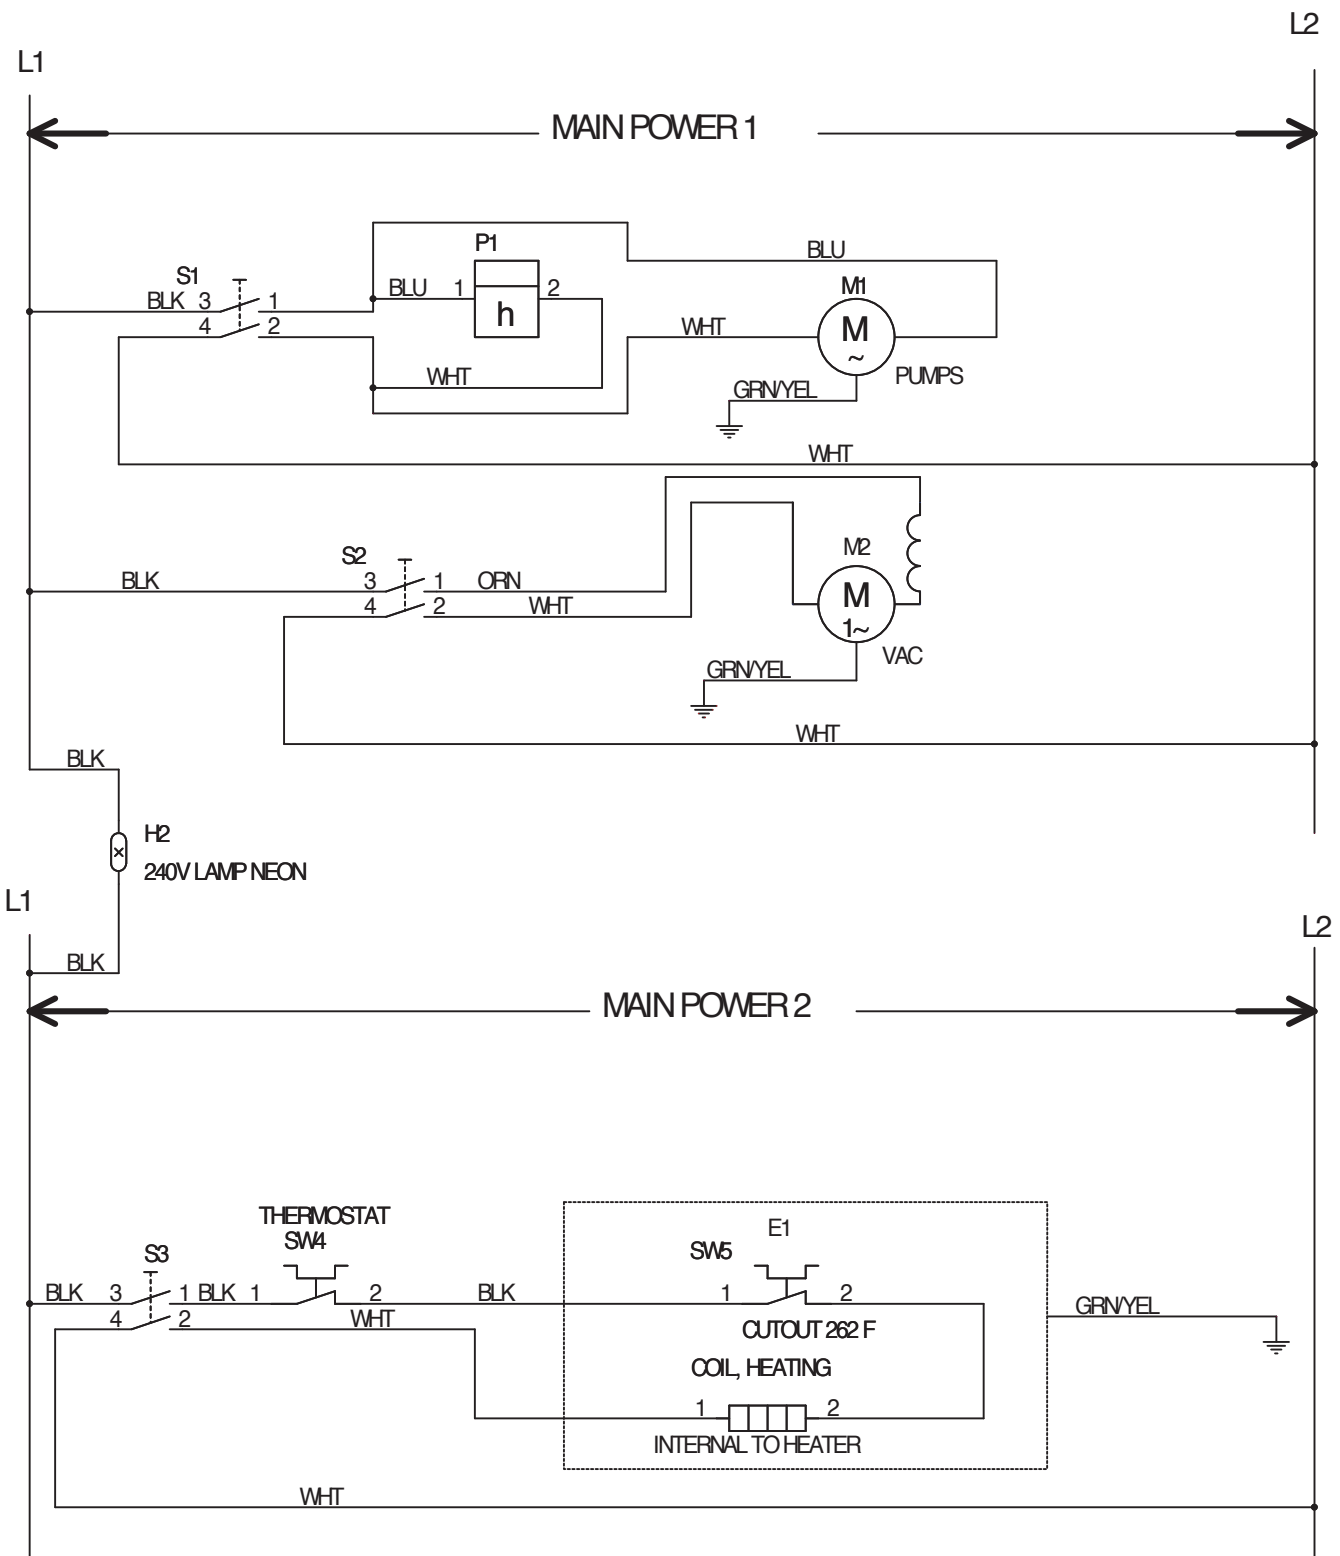 L2
L1
MAIN POWER 1
P1
BLU
S1
M1
BLK 3 1 BLU 1 2
h
4 2 WHT M
~
WHT PUMPS
GRN/YEL
WHT
S2 M2
BLK 3 1 ORN
4 2 WHT M
1~
VAC
GRN/YEL
WHT
BLK
H2
240V LAMP NEON
L1
L2
BLK
MAIN POWER 2
THERMOSTAT
SW4
E1
S3 SW5
BLK 3 1 BLK 1 2 BLK 1 2 GRN/YEL
4 2 WHT
CUTOUT 262 F
COIL, HEATING
1 2
INTERNAL TO HEATER
WHT